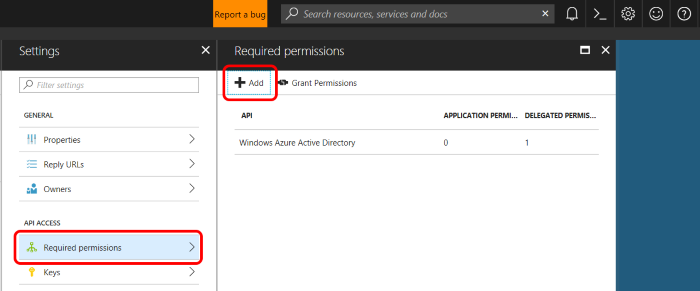 Report a bug
Search resources, services and docs
Settings
Filter settings
GENERAL
Properties
Reply URLs
Owners
API ACCESS
Required permissions
Keys
Required permissions
Add Grant Permissions
API APPLICATION PERMI... DELEGATED PERMISS...
Windows Azure Active Directory 0 1